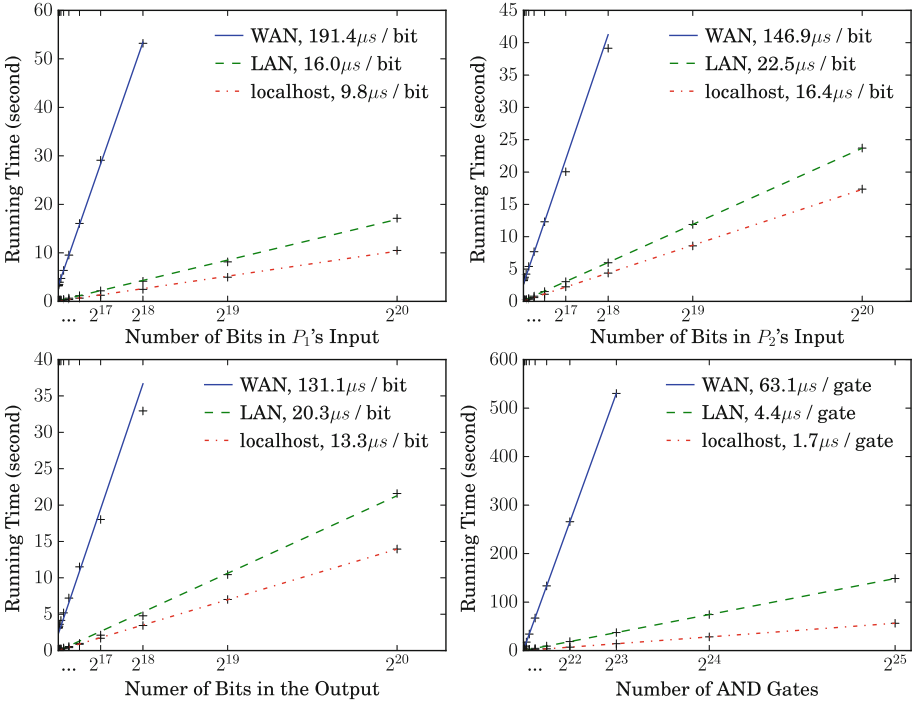 60
50
40
30
20
10
0
Running Time (second)
WAN, 191.4μs / bit
LAN, 16.0μs / bit
localhost, 9.8μs / bit
... 2^17 2^18 2^19 2^20
Number of Bits in P₁'s Input
45
40
35
30
25
20
15
10
5
0
Running Time (second)
WAN, 146.9μs / bit
LAN, 22.5μs / bit
localhost, 16.4μs / bit
... 2^17 2^18 2^19 2^20
Number of Bits in P₂'s Input
40
35
30
25
20
15
10
5
0
Running Time (second)
WAN, 131.1μs / bit
LAN, 20.3μs / bit
localhost, 13.3μs / bit
... 2^17 2^18 2^19 2^20
Numer of Bits in the Output
600
500
400
300
200
100
0
Running Time (second)
WAN, 63.1μs / gate
LAN, 4.4μs / gate
localhost, 1.7μs / gate
... 2^22 2^23 2^24 2^25
Number of AND Gates